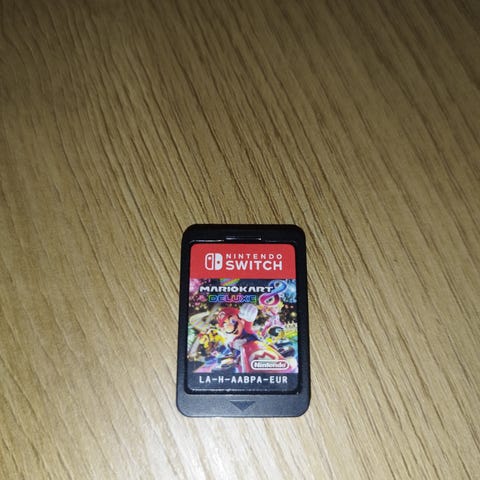 NINTENDO
SWITCH
MARIOKART 8
DELUXE
Nintendo
LA-H-AABPA-EUR